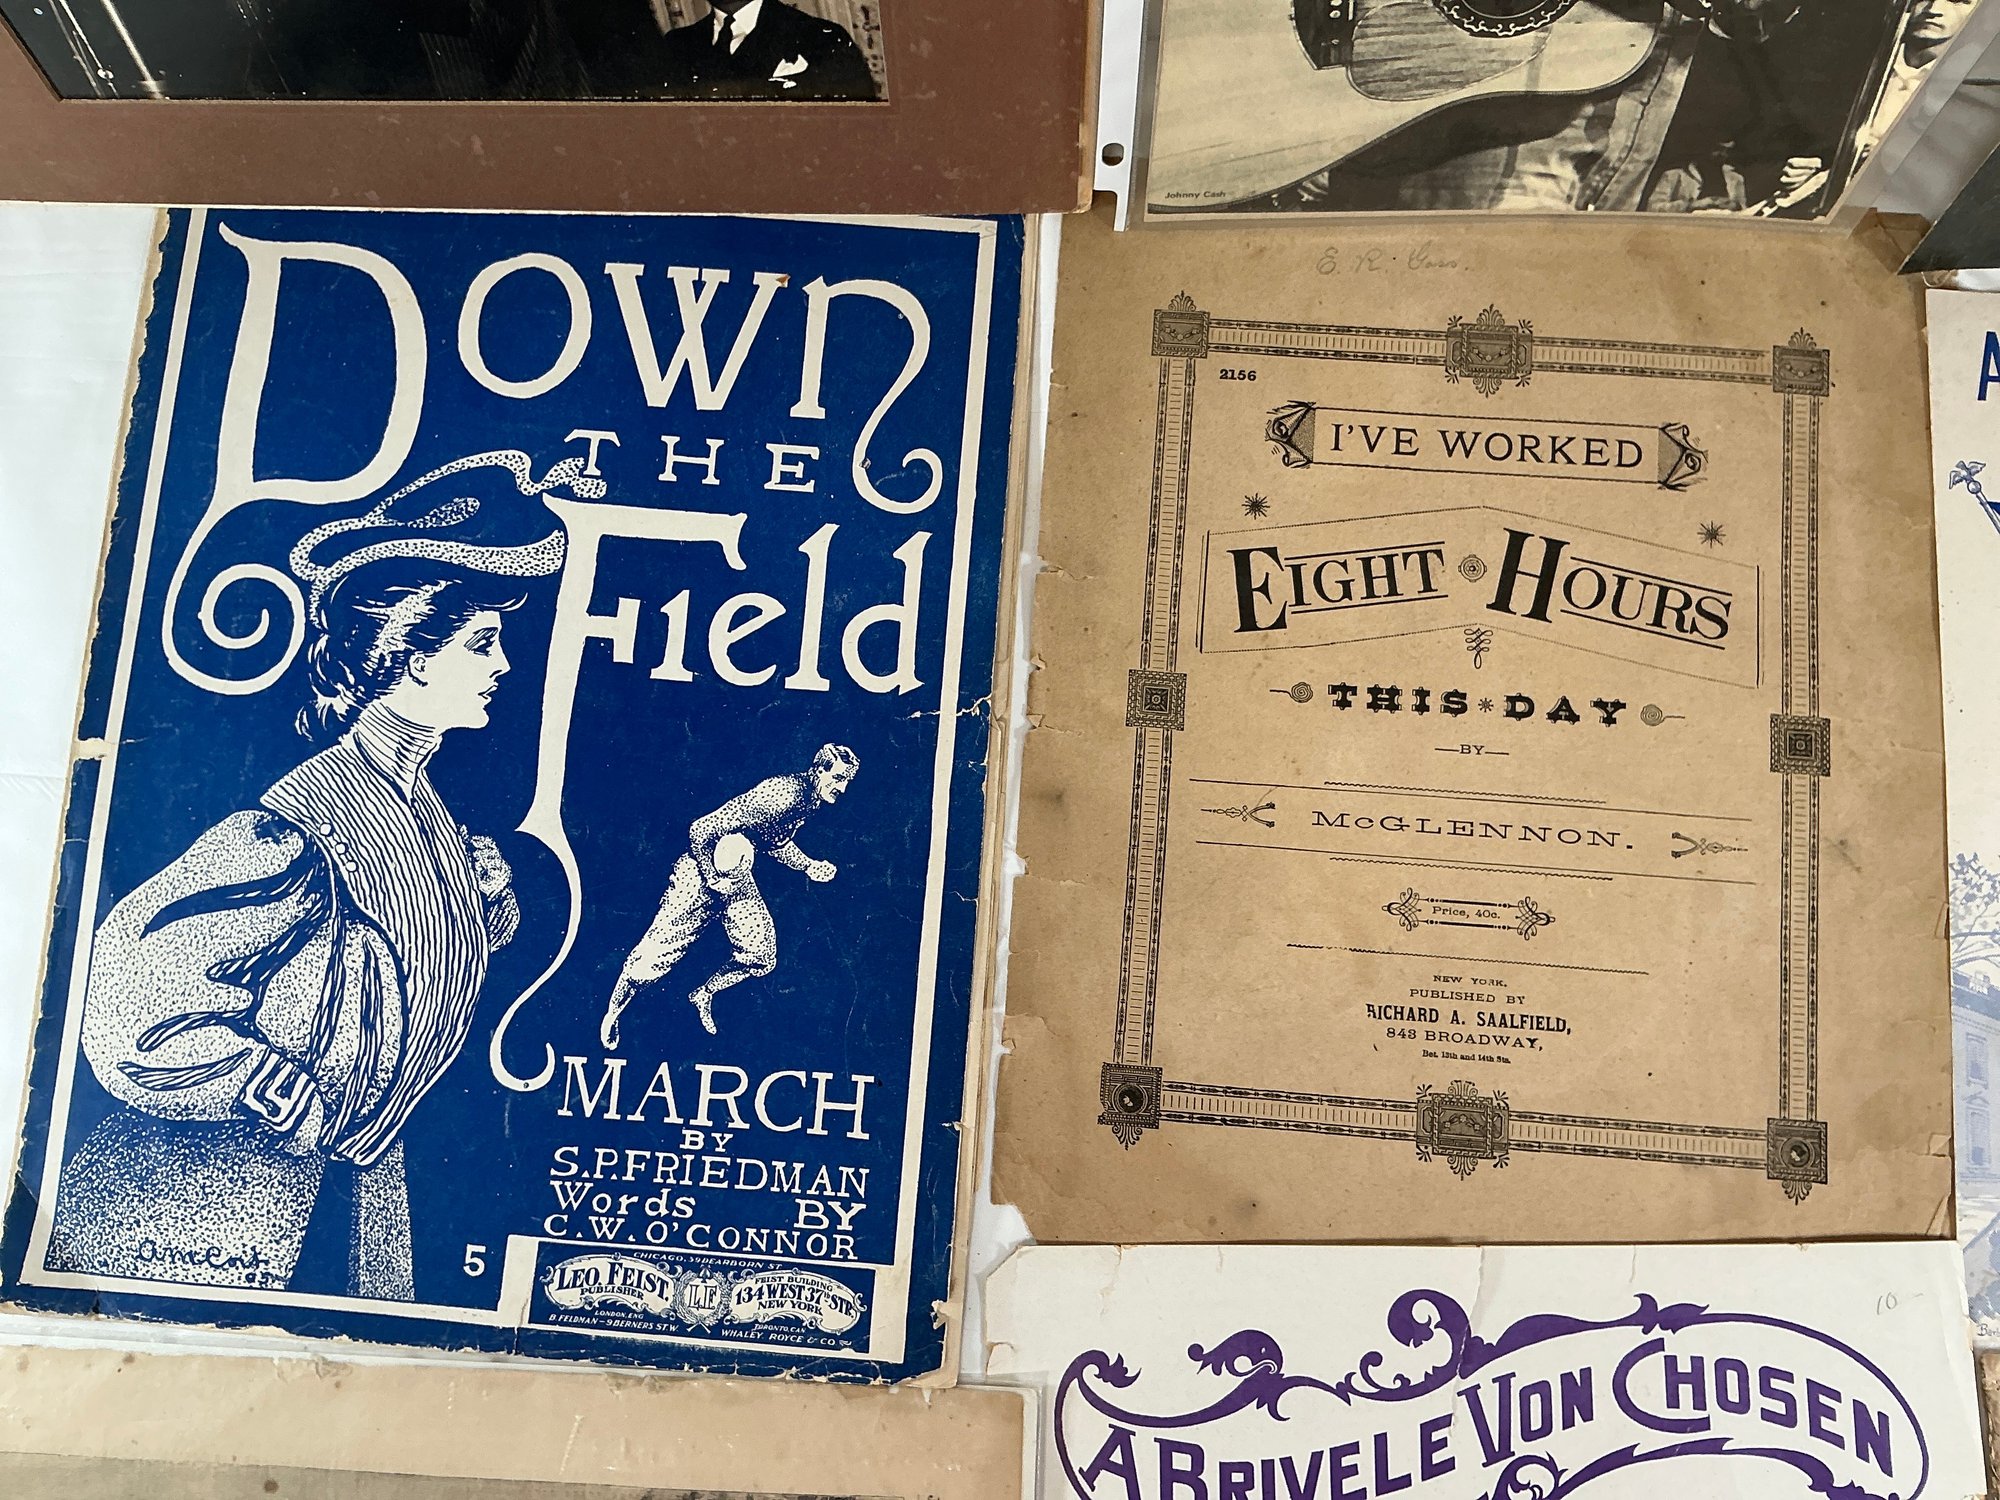 Johnny Cash
DOWN
THE
FIELD
MARCH
BY
S.P.FRIEDMAN
Words BY
C.W.O'CONNOR
5
CHICAGO, 39 DEARBORN ST
LEO. FEIST.
PUBLISHER
LF
FEIST BUILDING
134 WEST 37TH STR.
NEW YORK
LONDON, ENG
B. FELDMAN - 9 BERNERS ST. W.
TORONTO, CAN
WHALEY, ROYCE & CO
E. R.
2156
I'VE WORKED
EIGHT HOURS
THIS DAY
—BY—
McGLENNON.
Price, 40c.
NEW YORK.
PUBLISHED BY
RICHARD A. SAALFIELD,
843 BROADWAY,
Bet. 13th and 14th Sts.
10
A BRIVELE VON CHOSEN
A